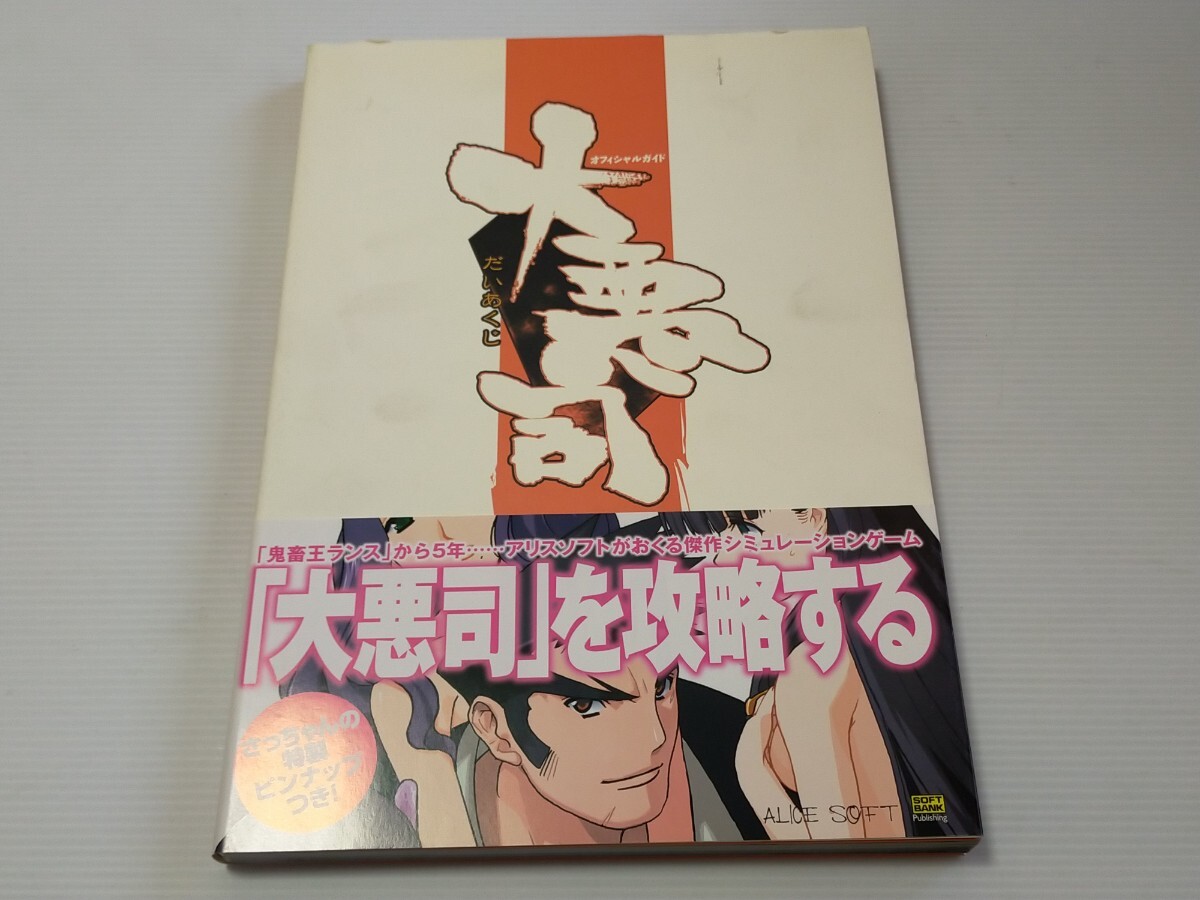 オフィシャルガイド
大悪司
だいあくじ
「鬼畜王ランス」から5年……アリスソフトがおくる傑作シミュレーションゲーム
「大悪司」を攻略する
さっちゃんの
特製
ピンナップ
つき!
ALICE SOFT
SOFT
BANK
Publishing